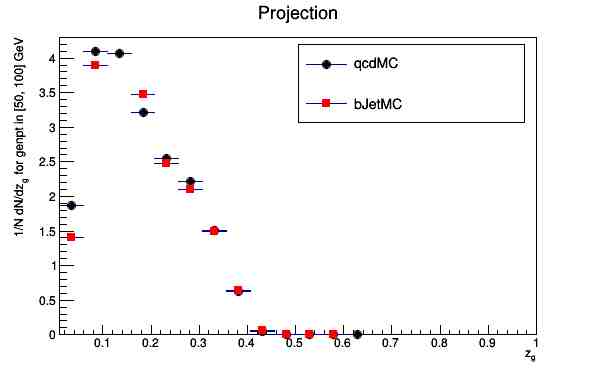 Projection
1/N dN/dz_g for genpt in [50, 100] GeV
qcdMC
bJetMC
4
3.5
3
2.5
2
1.5
1
0.5
0
0.1 0.2 0.3 0.4 0.5 0.6 0.7 0.8 0.9 1
z_g